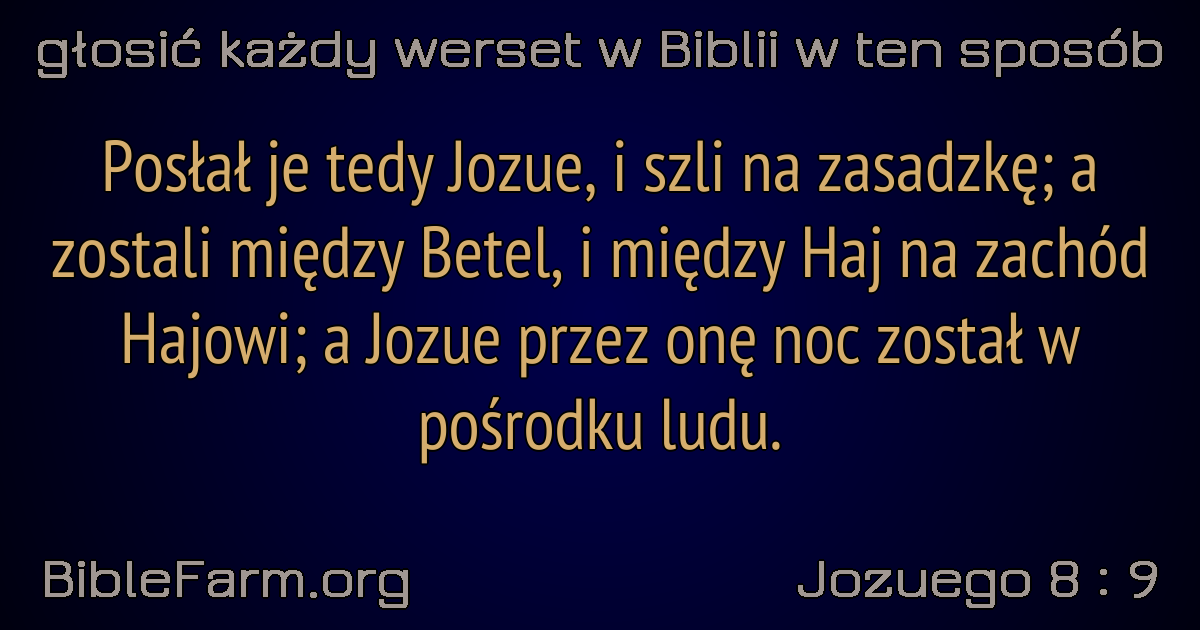 głosić każdy werset w Biblii w ten sposób
Posłał je tedy Jozue, i szli na zasadzkę; a
zostali między Betel, i między Haj na zachód
Hajowi; a Jozue przez onę noc został w
pośrodku ludu.
BibleFarm.org
Jozuego 8 : 9